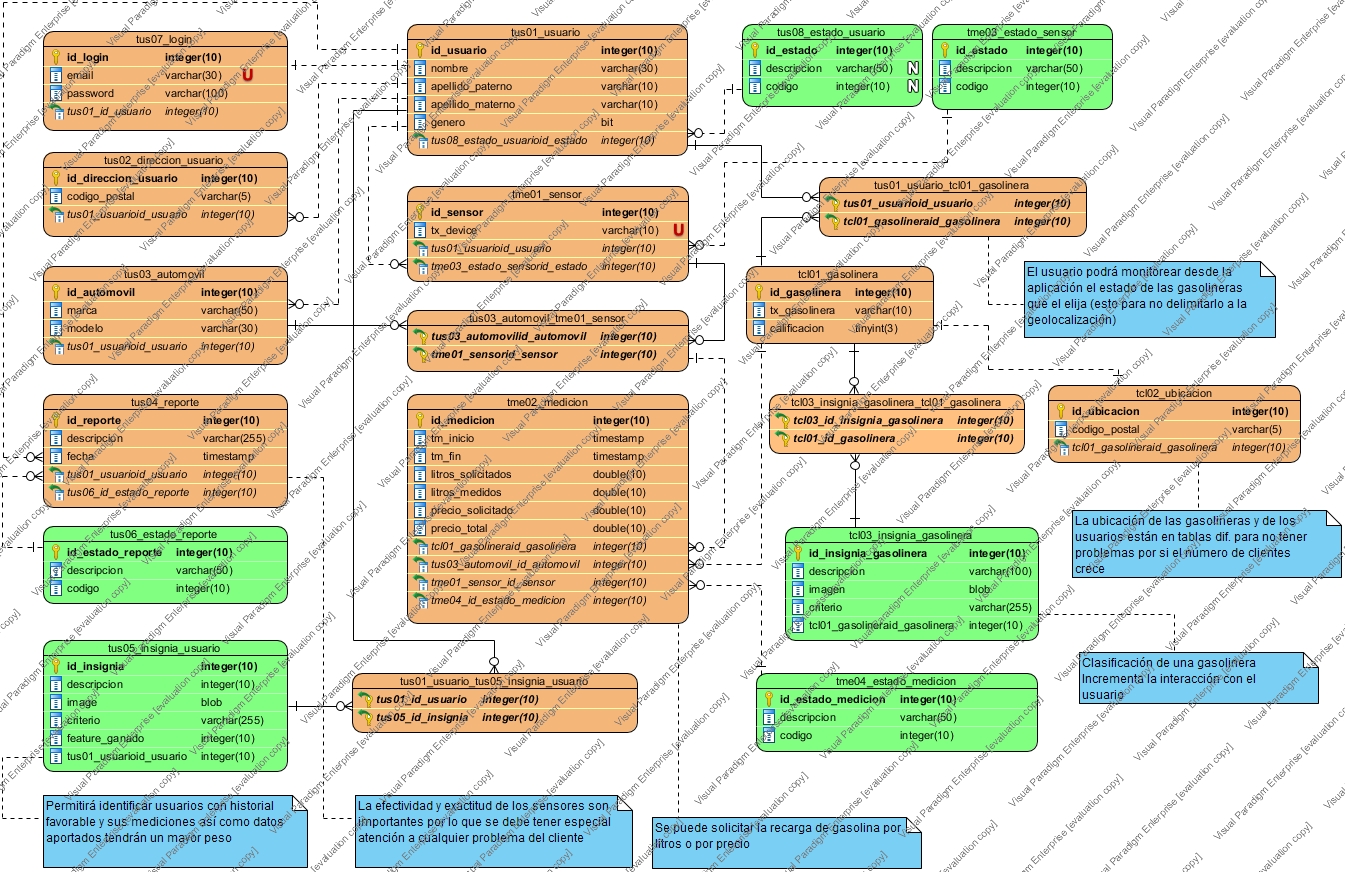 tus07_login
id_login integer(10)
email varchar(30) U
password varchar(100)
tus01_id_usuario integer(10)
tus02_direccion_usuario
id_direccion_usuario integer(10)
codigo_postal varchar(5)
tus01_usuarioid_usuario integer(10)
tus03_automovil
id_automovil integer(10)
marca varchar(50)
modelo varchar(30)
tus01_usuarioid_usuario integer(10)
tus04_reporte
id_reporte integer(10)
descripcion varchar(255)
fecha timestamp
tus01_usuarioid_usuario integer(10)
tus06_id_estado_reporte integer(10)
tus06_estado_reporte
id_estado_reporte integer(10)
descripcion varchar(50)
codigo integer(10)
tus05_insignia_usuario
id_insignia integer(10)
descripcion integer(10)
image blob
criterio varchar(255)
feature_ganado integer(10)
tus01_usuarioid_usuario integer(10)
Permitirá identificar usuarios con historial
favorable y sus mediciones asi como datos
aportados tendrán un mayor peso
tus01_usuario
id_usuario integer(10)
nombre varchar(30)
apellido_paterno varchar(10)
apellido_materno varchar(10)
genero bit
tus08_estado_usuarioid_estado integer(10)
tme01_sensor
id_sensor integer(10)
tx_device varchar(10) U
tus01_usuarioid_usuario integer(10)
tme03_estado_sensorid_estado integer(10)
tus03_automovil_tme01_sensor
tus03_automovilid_automovil integer(10)
tme01_sensorid_sensor integer(10)
tme02_medicion
id_medicion integer(10)
tm_inicio timestamp
tm_fin timestamp
litros_solicitados double(10)
litros_medidos double(10)
precio_solicitado double(10)
precio_total double(10)
tcl01_gasolineraid_gasolinera integer(10)
tus03_automovil_id_automovil integer(10)
tme01_sensor_id_sensor integer(10)
tme04_id_estado_medicion integer(10)
tus01_usuario_tus05_insignia_usuario
tus01_id_usuario integer(10)
tus05_id_insignia integer(10)
La efectividad y exactitud de los sensores son
importantes por lo que se debe tener especial
atención a cualquier problema del cliente
tus08_estado_usuario
id_estado integer(10)
descripcion varchar(50) N
codigo integer(10) N
tme03_estado_sensor
id_estado integer(10)
descripcion varchar(50)
codigo integer(10)
tus01_usuario_tcl01_gasolinera
tus01_usuarioid_usuario integer(10)
tcl01_gasolineraid_gasolinera integer(10)
tcl01_gasolinera
id_gasolinera integer(10)
tx_gasolinera varchar(10)
calificacion tinyint(3)
El usuario podrá monitorear desde la
aplicación el estado de las gasolineras
que el elija (esto para no delimitarlo a la
geolocalización)
tcl03_insignia_gasolinera_tcl01_gasolinera
tcl03_id_insignia_gasolinera integer(10)
tcl01_id_gasolinera integer(10)
tcl02_ubicacion
id_ubicacion integer(10)
codigo_postal varchar(5)
tcl01_gasolineraid_gasolinera integer(10)
La ubicación de las gasolineras y de los
usuarios están en tablas dif. para no tener
problemas por si el número de clientes
crece
tcl03_insignia_gasolinera
id_insignia_gasolinera integer(10)
descripcion varchar(100)
imagen blob
criterio varchar(255)
tcl01_gasolineraid_gasolinera integer(10)
Clasificación de una gasolinera
Incrementa la interacción con el
usuario
tme04_estado_medicion
id_estado_medicion integer(10)
descripcion varchar(50)
codigo integer(10)
Se puede solicitar la recarga de gasolina por
litros o por precio
Visual Paradigm Enterprise [evaluation copy]